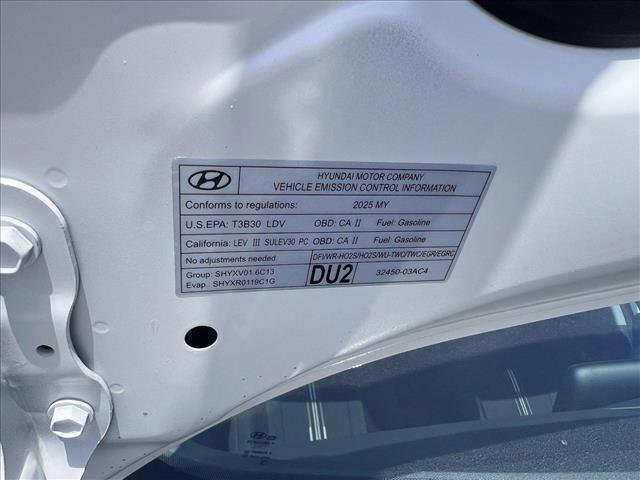 HYUNDAI MOTOR COMPANY
VEHICLE EMISSION CONTROL INFORMATION
Conforms to regulations: 2025 MY
U.S.EPA: T3B30 LDV OBD: CA II Fuel: Gasoline
California: LEV III SULEV30 PC OBD: CA II Fuel: Gasoline
No adjustments needed. DFI/WR-HO2S/HO2S/WU-TWC/TWC/EGR/EGRC
Group: SHYXV01.6C13
Evap.: SHYXR0119C1G
DU2
32450-03AC4
HYUNDAI